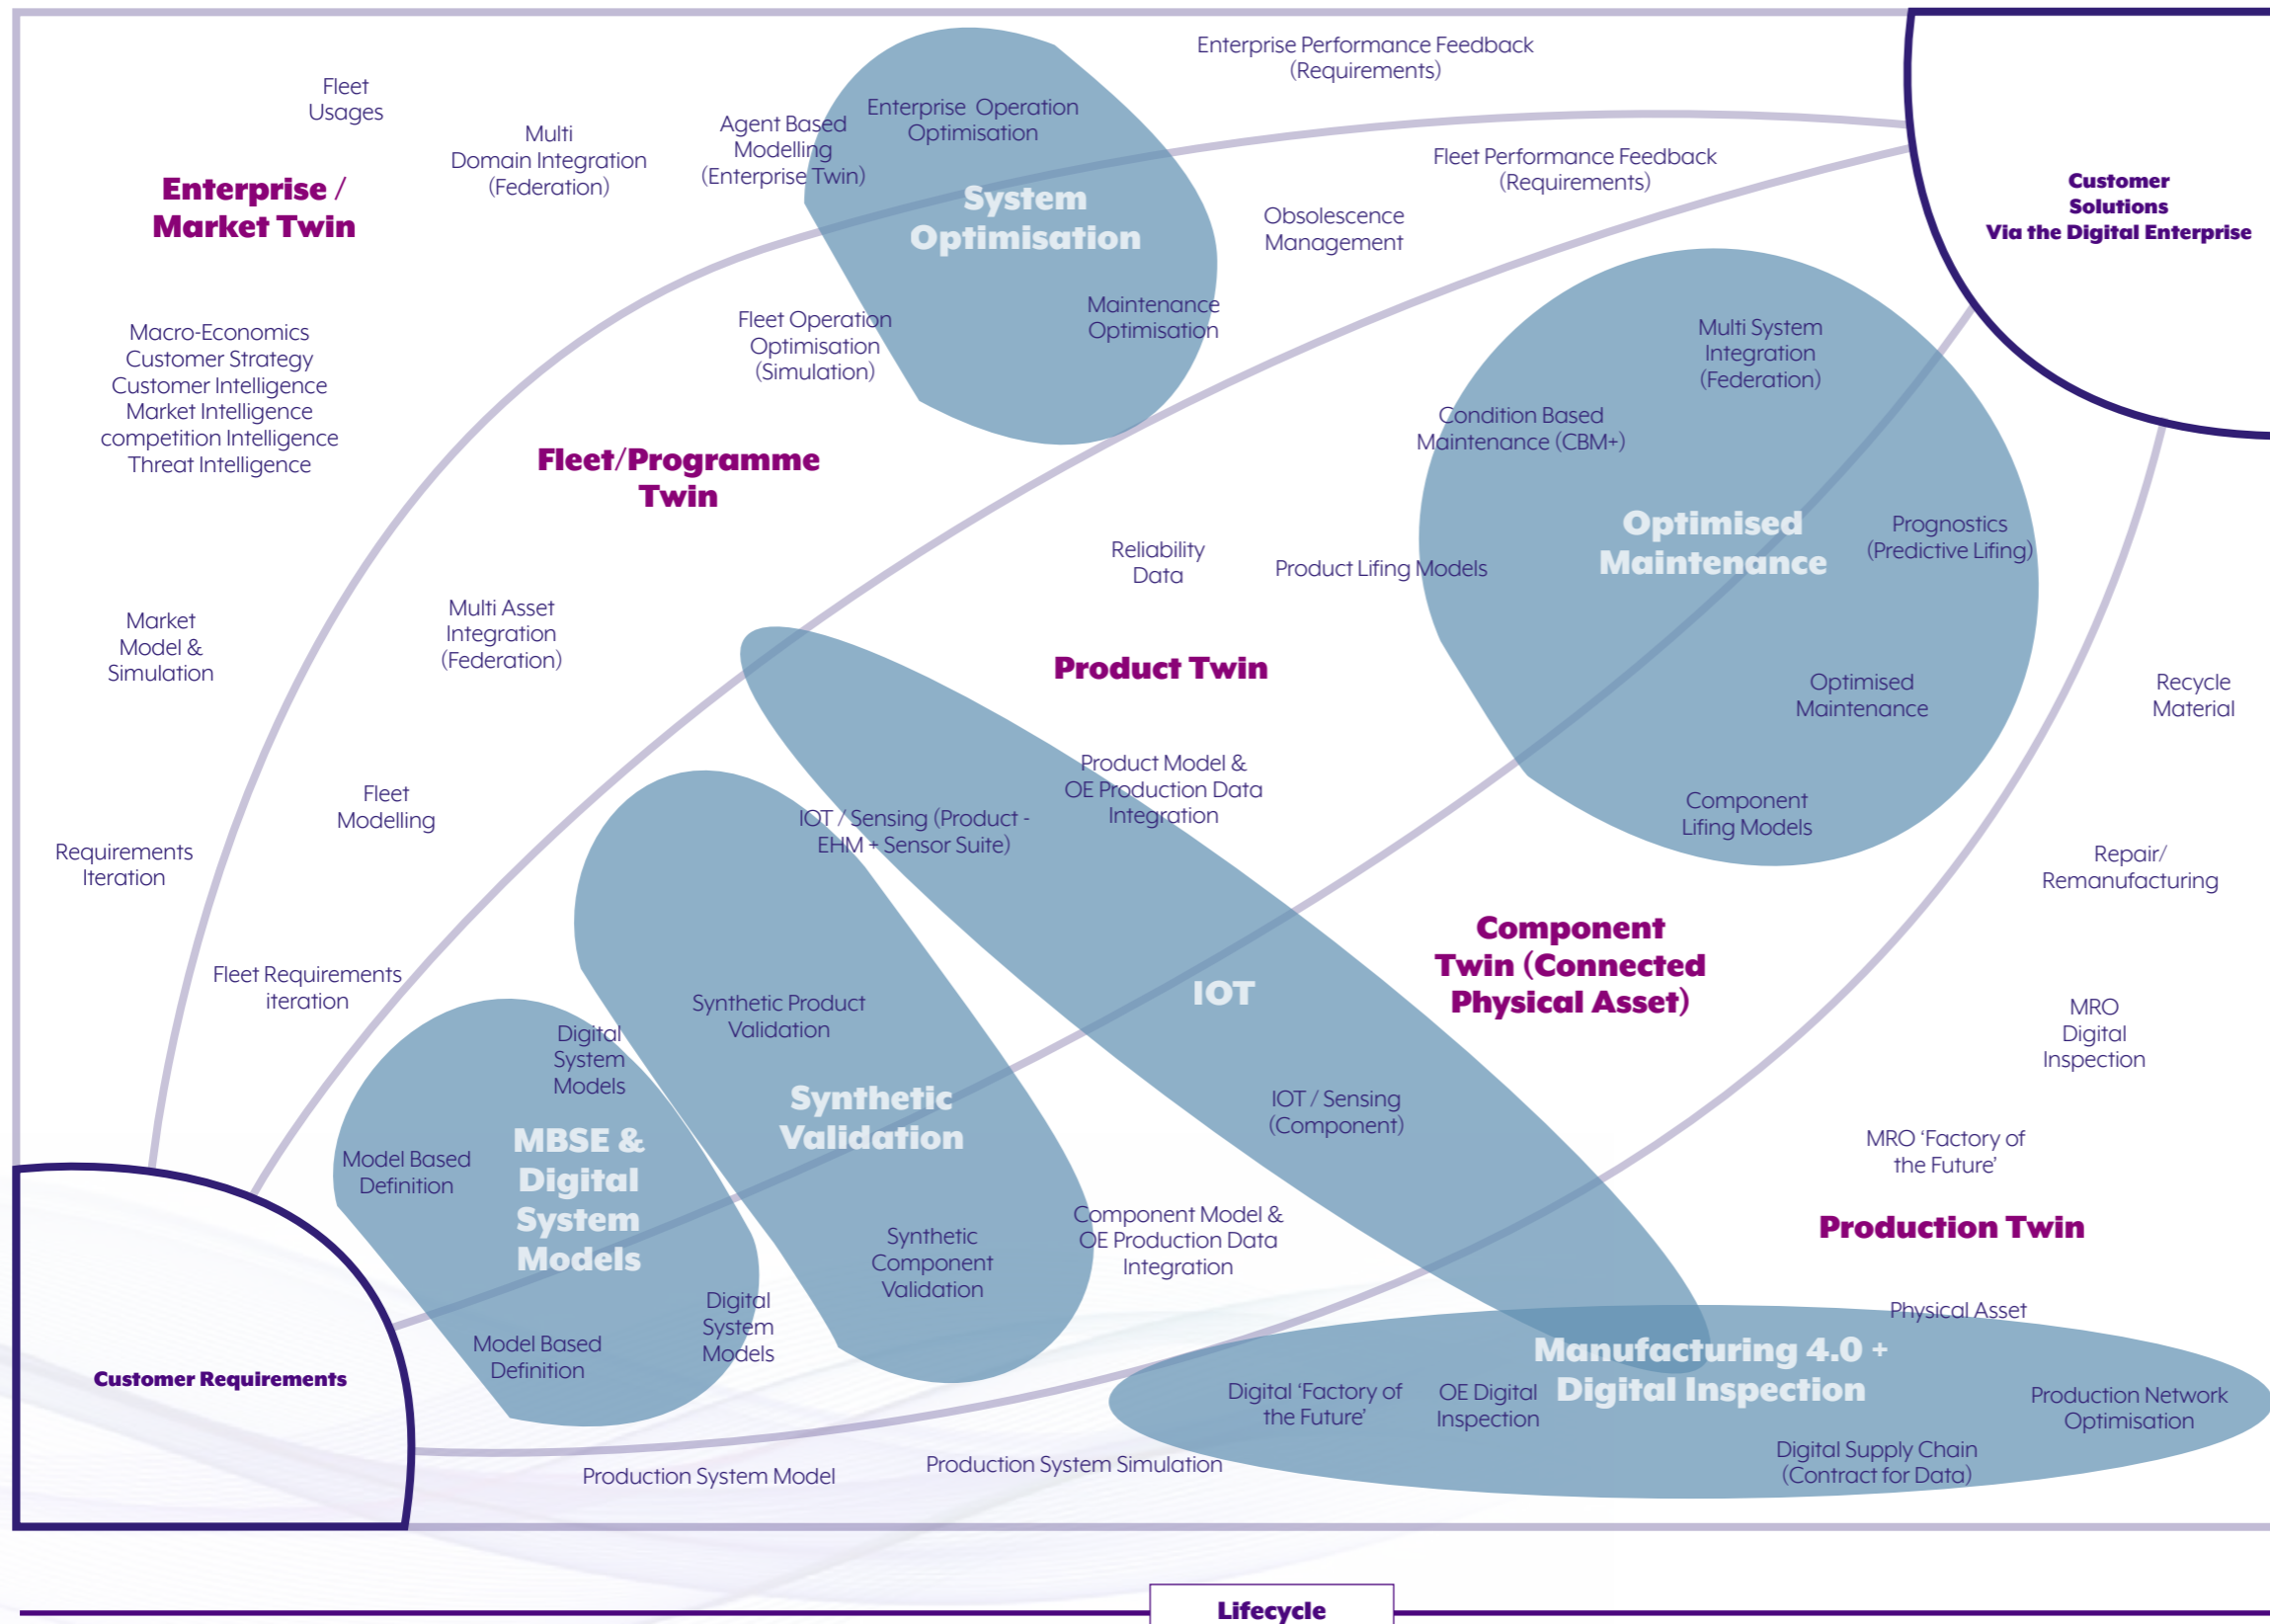 Enterprise Performance Feedback
(Requirements)
Fleet
Usages
Multi
Domain Integration
(Federation)
Agent Based
Modelling
(Enterprise Twin)
Enterprise Operation
Optimisation
Fleet Performance Feedback
(Requirements)
Customer
Solutions
Via the Digital Enterprise
Enterprise /
Market Twin
System
Optimisation
Obsolescence
Management
Macro-Economics
Customer Strategy
Customer Intelligence
Market Intelligence
competition Intelligence
Threat Intelligence
Fleet Operation
Optimisation
(Simulation)
Maintenance
Optimisation
Multi System
Integration
(Federation)
Condition Based
Maintenance (CBM+)
Fleet/Programme
Twin
Optimised
Maintenance
Prognostics
(Predictive Lifing)
Reliability
Data
Product Lifing Models
Market
Model &
Simulation
Multi Asset
Integration
(Federation)
Product Twin
Optimised
Maintenance
Recycle
Material
Fleet
Modelling
IOT / Sensing (Product -
EHM + Sensor Suite)
Product Model &
OE Production Data
Integration
Component
Lifing Models
Requirements
Iteration
Repair/
Remanufacturing
Fleet Requirements
iteration
Component
Twin (Connected
Physical Asset)
Digital
System
Models
Synthetic Product
Validation
IOT
MRO
Digital
Inspection
Synthetic
Validation
IOT / Sensing
(Component)
Model Based
Definition
MBSE &
Digital
System
Models
MRO ‘Factory of
the Future’
Synthetic
Component
Validation
Component Model &
OE Production Data
Integration
Production Twin
Customer Requirements
Model Based
Definition
Digital
System
Models
Physical Asset
Manufacturing 4.0 +
Digital Inspection
Digital ‘Factory of
the Future’
OE Digital
Inspection
Production Network
Optimisation
Digital Supply Chain
(Contract for Data)
Production System Model
Production System Simulation
Lifecycle